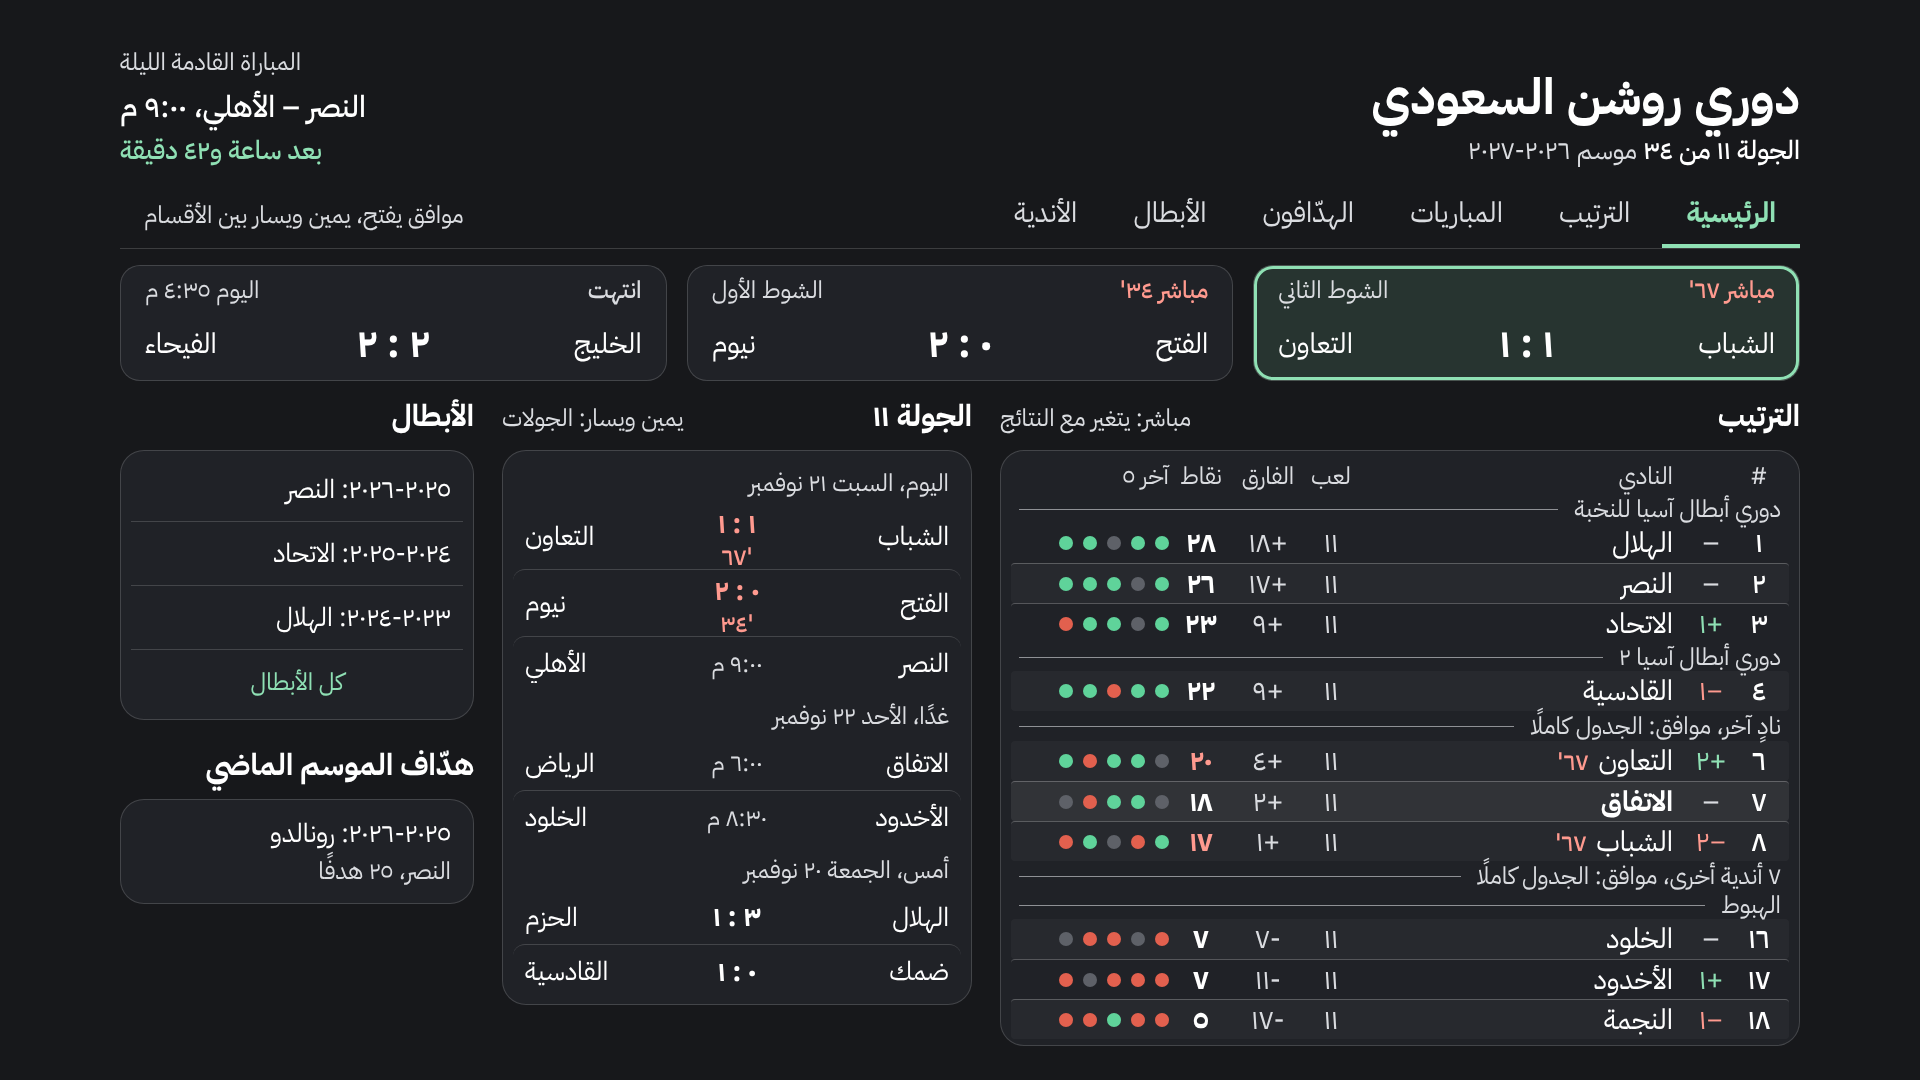 دوري روشن السعودي
الجولة ١١ من ٣٤ موسم ٢٠٢٦-٢٠٢٧
المباراة القادمة الليلة
النصر – الأهلي، ٩:٠٠ م
بعد ساعة و٤٢ دقيقة
الرئيسية الترتيب المباريات الهدّافون الأبطال الأندية
موافق يفتح، يمين ويسار بين الأقسام
مباشر ٦٧' الشوط الثاني
الشباب ١ : ١ التعاون
مباشر ٣٤' الشوط الأول
الفتح ٠ : ٢ نيوم
انتهت اليوم ٤:٣٥ م
الخليج ٢ : ٢ الفيحاء
الترتيب مباشر: يتغير مع النتائج
# النادي لعب الفارق نقاط آخر ٥
دوري أبطال آسيا للنخبة
١ – الهلال ١١ +١٨ ٢٨
٢ – النصر ١١ +١٧ ٢٦
٣ +١ الاتحاد ١١ +٩ ٢٣
دوري أبطال آسيا ٢
٤ –١ القادسية ١١ +٩ ٢٢
نادٍ آخر، موافق: الجدول كاملًا
٦ +٢ التعاون ٦٧' ١١ +٤ ٢٠
٧ – الاتفاق ١١ +٢ ١٨
٨ –٢ الشباب ٦٧' ١١ +١ ١٧
٧ أندية أخرى، موافق: الجدول كاملًا
الهبوط
١٦ – الخلود ١١ -٧ ٧
١٧ +١ الأخدود ١١ -١١ ٧
١٨ –١ النجمة ١١ -١٧ ٥
الجولة ١١ يمين ويسار: الجولات
اليوم، السبت ٢١ نوفمبر
الشباب ١ : ١ التعاون
٦٧'
الفتح ٠ : ٢ نيوم
٣٤'
النصر ٩:٠٠ م الأهلي
غدًا، الأحد ٢٢ نوفمبر
الاتفاق ٦:٠٠ م الرياض
الأخدود ٨:٣٠ م الخلود
أمس، الجمعة ٢٠ نوفمبر
الهلال ٣ : ١ الحزم
ضمك ٠ : ١ القادسية
الأبطال
٢٠٢٥-٢٠٢٦: النصر
٢٠٢٤-٢٠٢٥: الاتحاد
٢٠٢٣-٢٠٢٤: الهلال
كل الأبطال
هدّاف الموسم الماضي
٢٠٢٥-٢٠٢٦: رونالدو
النصر، ٢٥ هدفًا